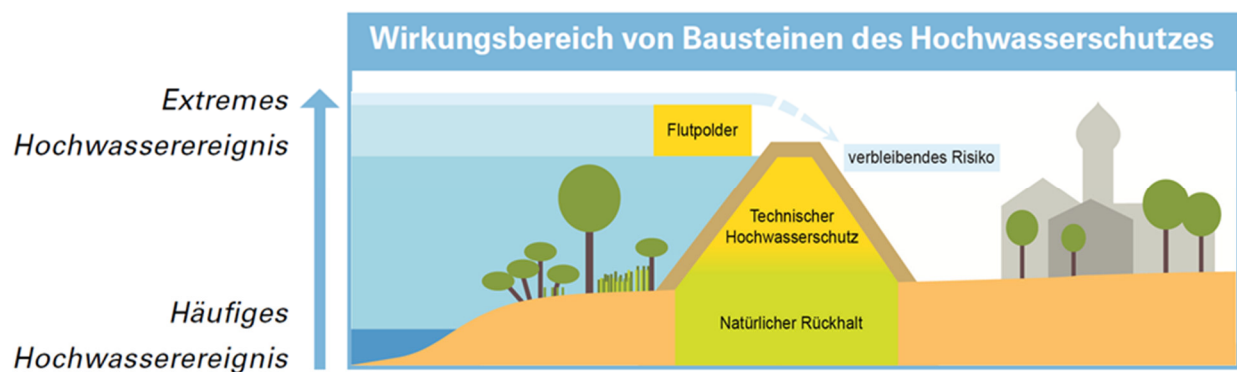 Wirkungsbereich von Bausteinen des Hochwasserschutzes
Extremes
Hochwasserereignis
Flutpolder
verbleibendes Risiko
Technischer
Hochwasserschutz
Natürlicher Rückhalt
Häufiges
Hochwasserereignis